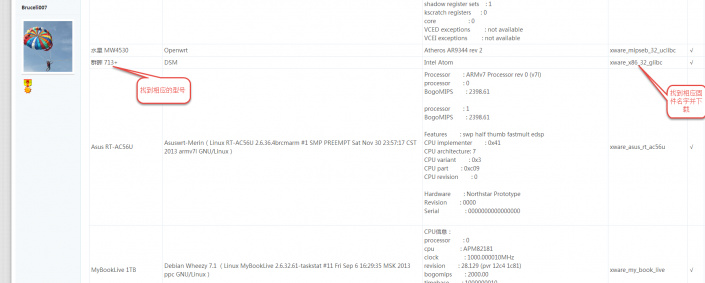 Bruceli007
shadow register sets : 1
kscratch registers : 0
core : 0
VCED exceptions : not available
VCEI exceptions : not available
水星 MW4530
Openwrt
Atheros AR9344 rev 2
xware_mipseb_32_uclibc
√
群晖 713+
DSM
Intel Atom
xware_x86_32_glibc
√
找到相应的型号
找到相应固
件名字并下
载
Asus RT-AC56U
Asuswrt-Merlin（Linux RT-AC56U 2.6.36.4brcmarm #1 SMP PREEMPT Sat Nov 30 23:57:17 CST
2013 armv7l GNU/Linux）
Processor : ARMv7 Processor rev 0 (v7l)
processor : 0
BogoMIPS : 2398.61
processor : 1
BogoMIPS : 2398.61
Features : swp half thumb fastmult edsp
CPU implementer : 0x41
CPU architecture: 7
CPU variant : 0x3
CPU part : 0xc09
CPU revision : 0
Hardware : Northstar Prototype
Revision : 0000
Serial : 0000000000000000
xware_asus_rt_ac56u
√
MyBookLive 1TB
Debian Wheezy 7.1（Linux MyBookLive 2.6.32.61-taskstat #11 Fri Sep 6 16:29:35 MSK 2013
ppc GNU/Linux）
CPU信息：
processor : 0
cpu : APM82181
clock : 1000.000010MHz
revision : 28.129 (pvr 12c4 1c81)
bogomips : 2000.00
timebase : 1000000010
xware_my_book_live
√